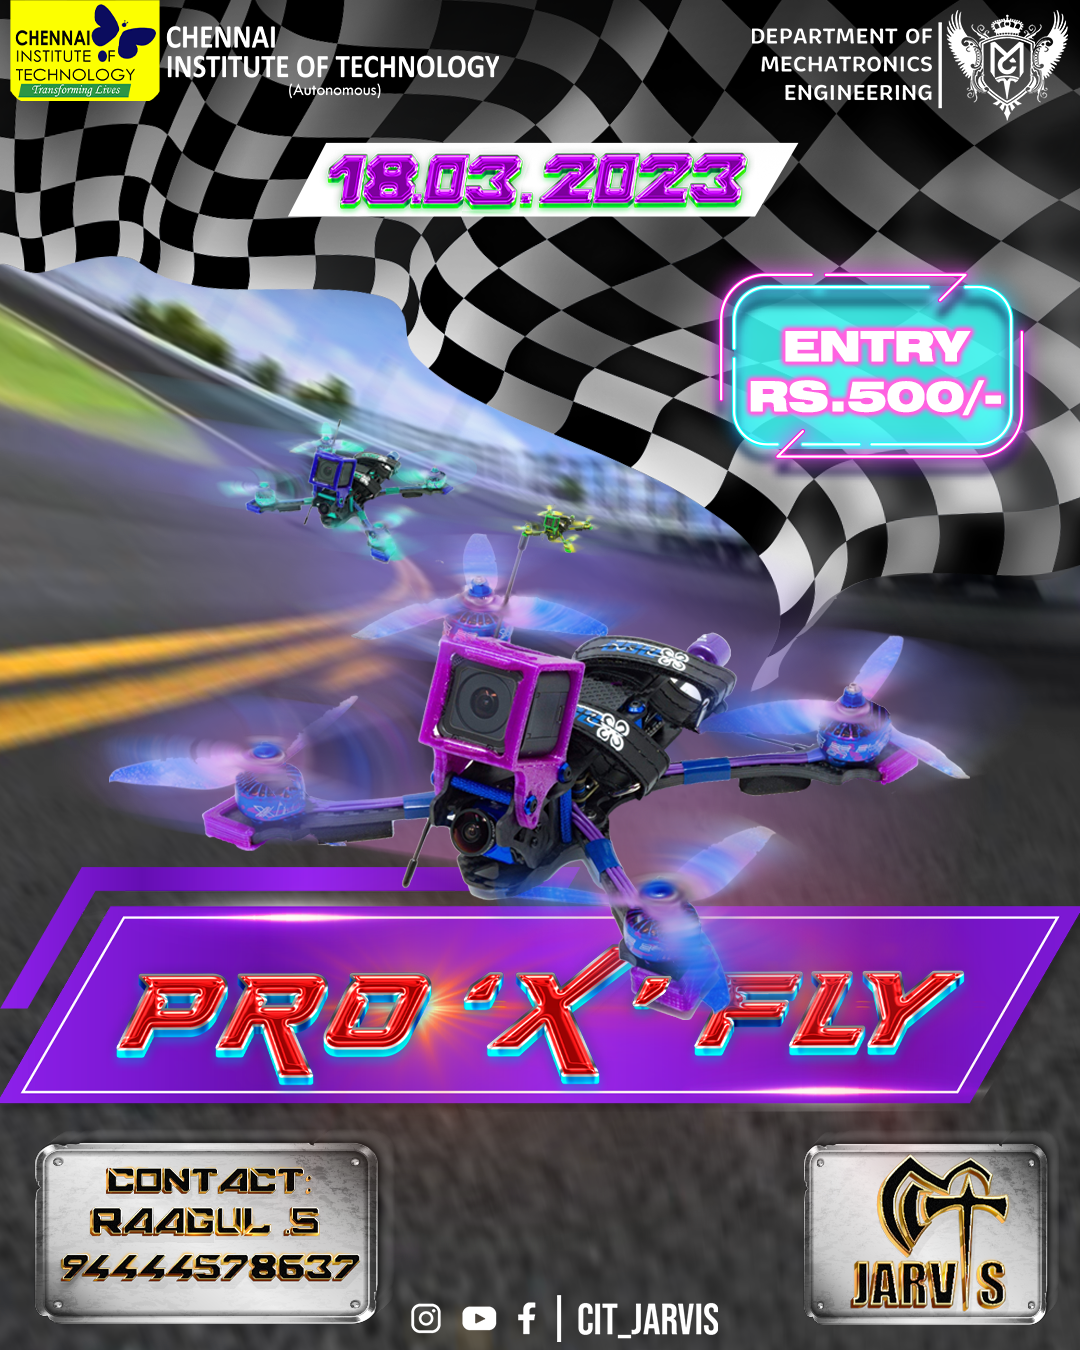 CHENNAI
INSTITUTE OF
TECHNOLOGY
Transforming Lives
CHENNAI
INSTITUTE OF TECHNOLOGY
(Autonomous)
DEPARTMENT OF
MECHATRONICS
ENGINEERING
18.03.2023
ENTRY
RS.500/-
PRO 'X' FLY
CONTACT:
RAAGUL .S
94444578637
JARVIS
CIT_JARVIS